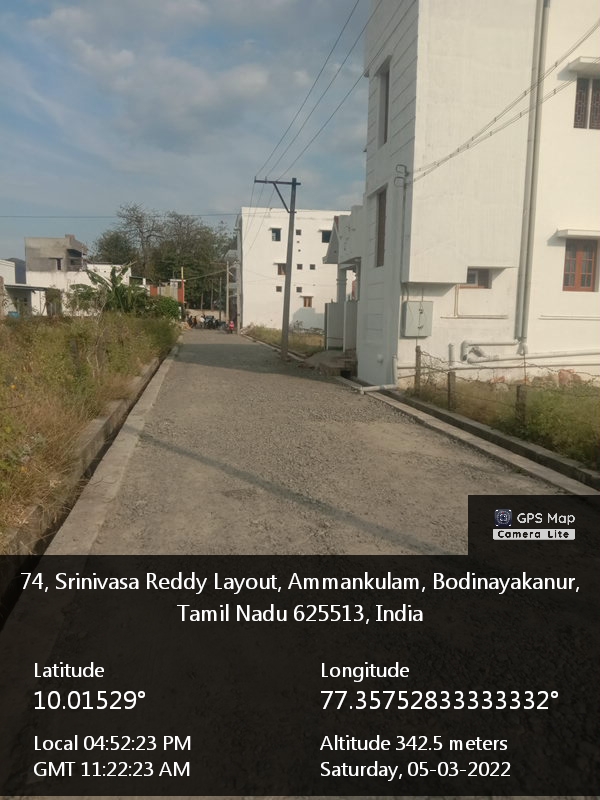 GPS Map
Camera Lite
74, Srinivasa Reddy Layout, Ammankulam, Bodinayakanur,
Tamil Nadu 625513, India
Latitude
10.01529°
Longitude
77.35752833333332°
Local 04:52:23 PM
GMT 11:22:23 AM
Altitude 342.5 meters
Saturday, 05-03-2022